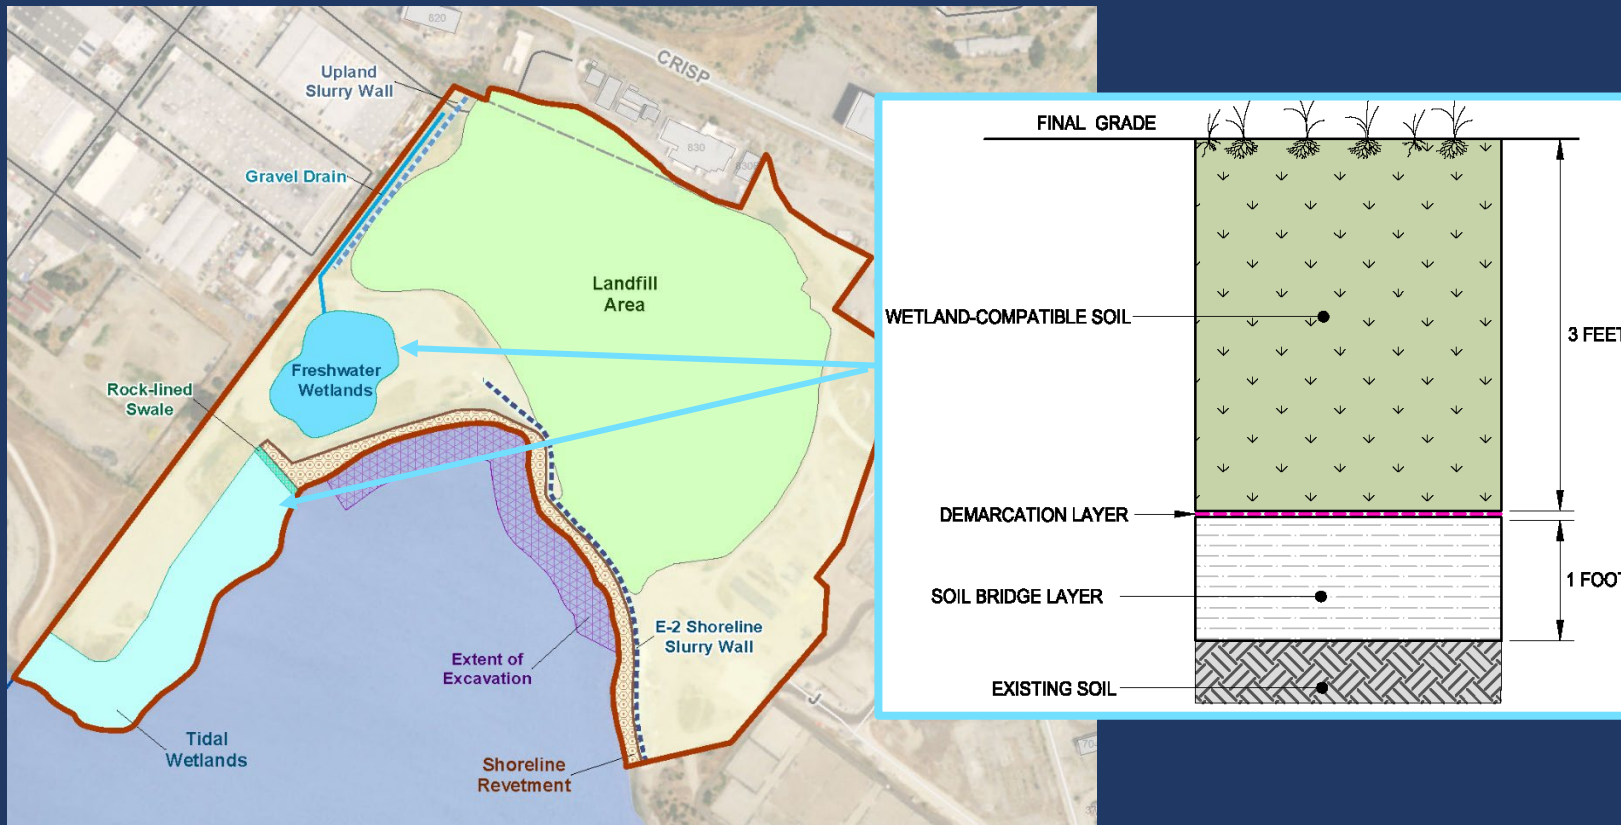 820
CRISP
Upland
Slurry Wall
830
Gravel Drain
Landfill
Area
Freshwater
Wetlands
Rock-lined
Swale
E-2 Shoreline
Slurry Wall
Extent of
Excavation
J
Tidal
Wetlands
Shoreline
Revetment
FINAL GRADE
WETLAND-COMPATIBLE SOIL
3 FEET
DEMARCATION LAYER
SOIL BRIDGE LAYER
1 FOOT
EXISTING SOIL